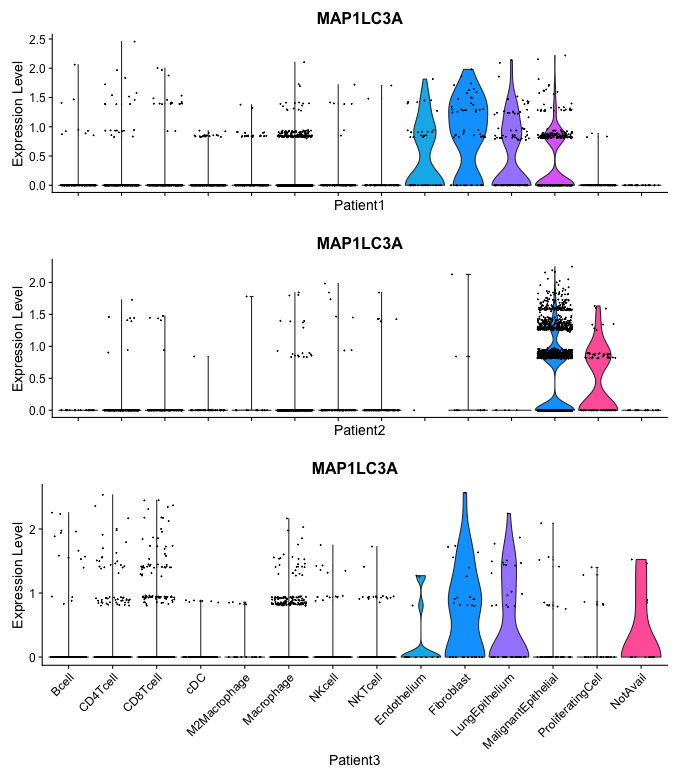 MAP1LC3A
Expression Level
2.5
2.0
1.5
1.0
0.5
0.0
Patient1
MAP1LC3A
Expression Level
2.0
1.5
1.0
0.5
0.0
Patient2
MAP1LC3A
Expression Level
2
1
0
Bcell
CD4Tcell
CD8Tcell
cDC
M2Macrophage
Macrophage
NKcell
NKTcell
Endothelium
Fibroblast
LungEpithelium
MalignantEpithelial
ProliferatingCell
NotAvail
Patient3